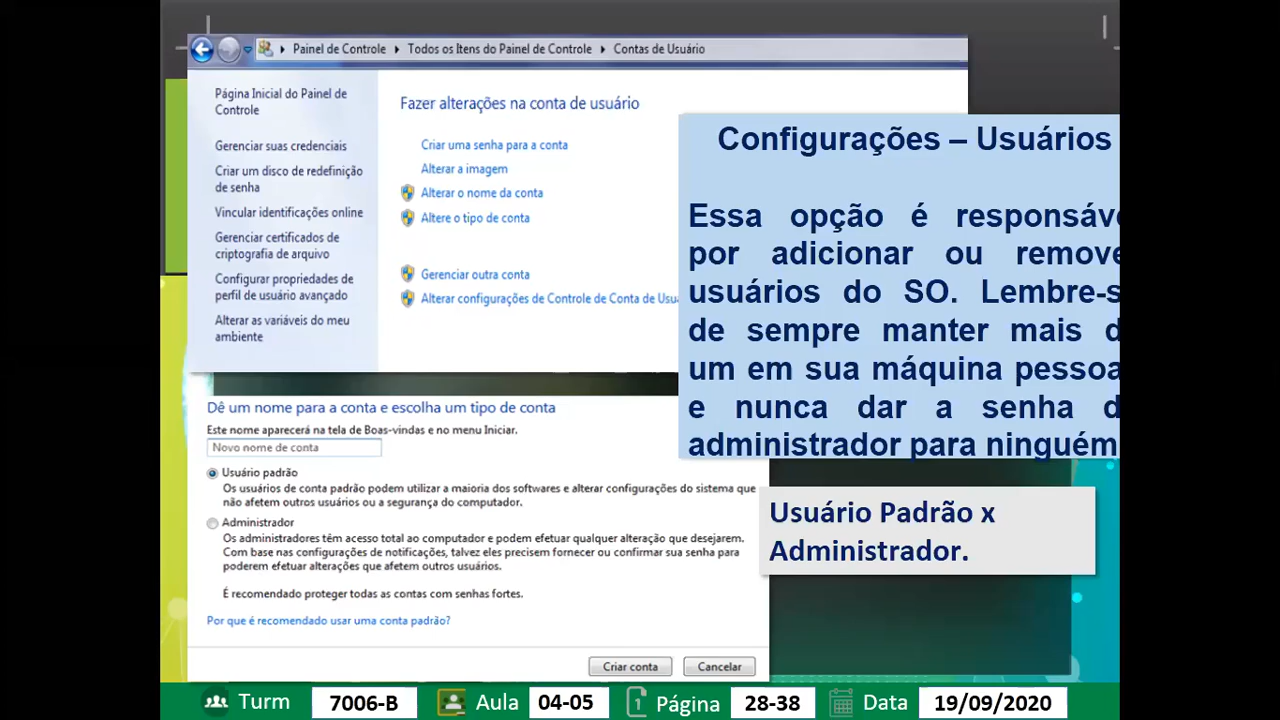 Painel de Controle Todos os Itens do Painel de Controle Contas de Usuário
Página Inicial do Painel de
Controle
Gerenciar suas credenciais
Criar um disco de redefinição
de senha
Vincular identificações online
Gerenciar certificados de
criptografia de arquivo
Configurar propriedades de
perfil de usuário avançado
Alterar as variáveis do meu
ambiente
Fazer alterações na conta de usuário
Criar uma senha para a conta
Alterar a imagem
Alterar o nome da conta
Altere o tipo de conta
Gerenciar outra conta
Alterar configurações de Controle de Conta de Usu
Configurações – Usuários
Essa opção é responsáve
por adicionar ou remove
usuários do SO. Lembre-s
de sempre manter mais d
um em sua máquina pessoa
e nunca dar a senha d
administrador para ninguém
Dê um nome para a conta e escolha um tipo de conta
Este nome aparecerá na tela de Boas-vindas e no menu Iniciar.
Novo nome de conta
Usuário padrão
Os usuários de conta padrão podem utilizar a maioria dos softwares e alterar configurações do sistema que
não afetem outros usuários ou a segurança do computador.
Administrador
Os administradores têm acesso total ao computador e podem efetuar qualquer alteração que desejarem.
Com base nas configurações de notificações, talvez eles precisem fornecer ou confirmar sua senha para
poderem efetuar alterações que afetem outros usuários.
É recomendado proteger todas as contas com senhas fortes.
Por que é recomendado usar uma conta padrão?
Criar conta Cancelar
Usuário Padrão x
Administrador.
Turm 7006-B Aula 04-05 1 Página 28-38 Data 19/09/2020